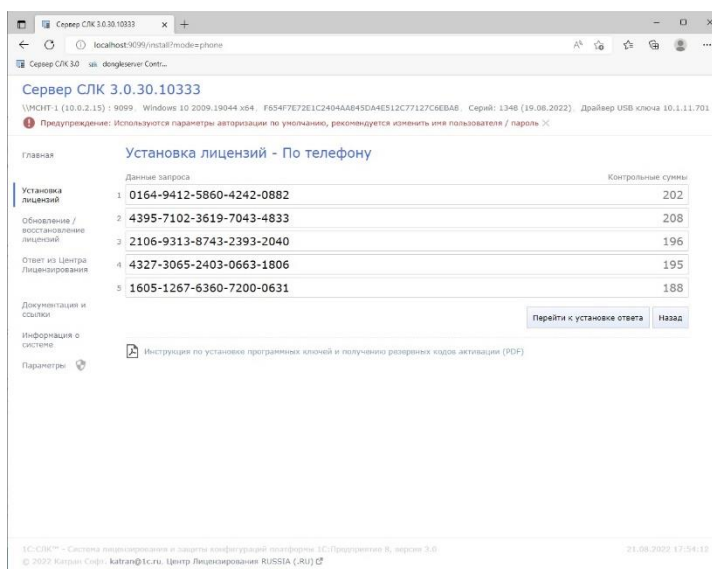 Сервер СЛК 3.0.30.10333
localhost:9099/install?mode=phone
Сервер СЛК 3.0 dongleserver Contr...
Сервер СЛК 3.0.30.10333
\\MCHT-1 (10.0.2.15) : 9099, Windows 10 2009.19044 x64, F654F7E72E1C2404AAB45DA4E512C77127C6EBA8, Серий: 1348 (19.08.2022), Драйвер USB ключа 10.1.11.701
Предупреждение: Используются параметры авторизации по умолчанию, рекомендуется изменить имя пользователя / пароль
Главная
Установка лицензий
Обновление / восстановление лицензий
Ответ из Центра Лицензирования
Документация и ссылки
Информация о системе
Параметры
Установка лицензий - По телефону
Данные запроса Контрольные суммы
1 0164-9412-5860-4242-0882 202
2 4395-7102-3619-7043-4833 208
3 2106-9313-8743-2393-2040 196
4 4327-3065-2403-0663-1806 195
5 1605-1267-6360-7200-0631 188
Перейти к установке ответа Назад
Инструкция по установке программных ключей и получению резервных кодов активации (PDF)
1С:СЛК™ - Система лицензирования и защиты конфигураций платформы 1С:Предприятие 8, версия 3.0 21.08.2022 17:54:12
© 2022 Катран Софт, katran@1c.ru, Центр Лицензирования RUSSIA (.RU)